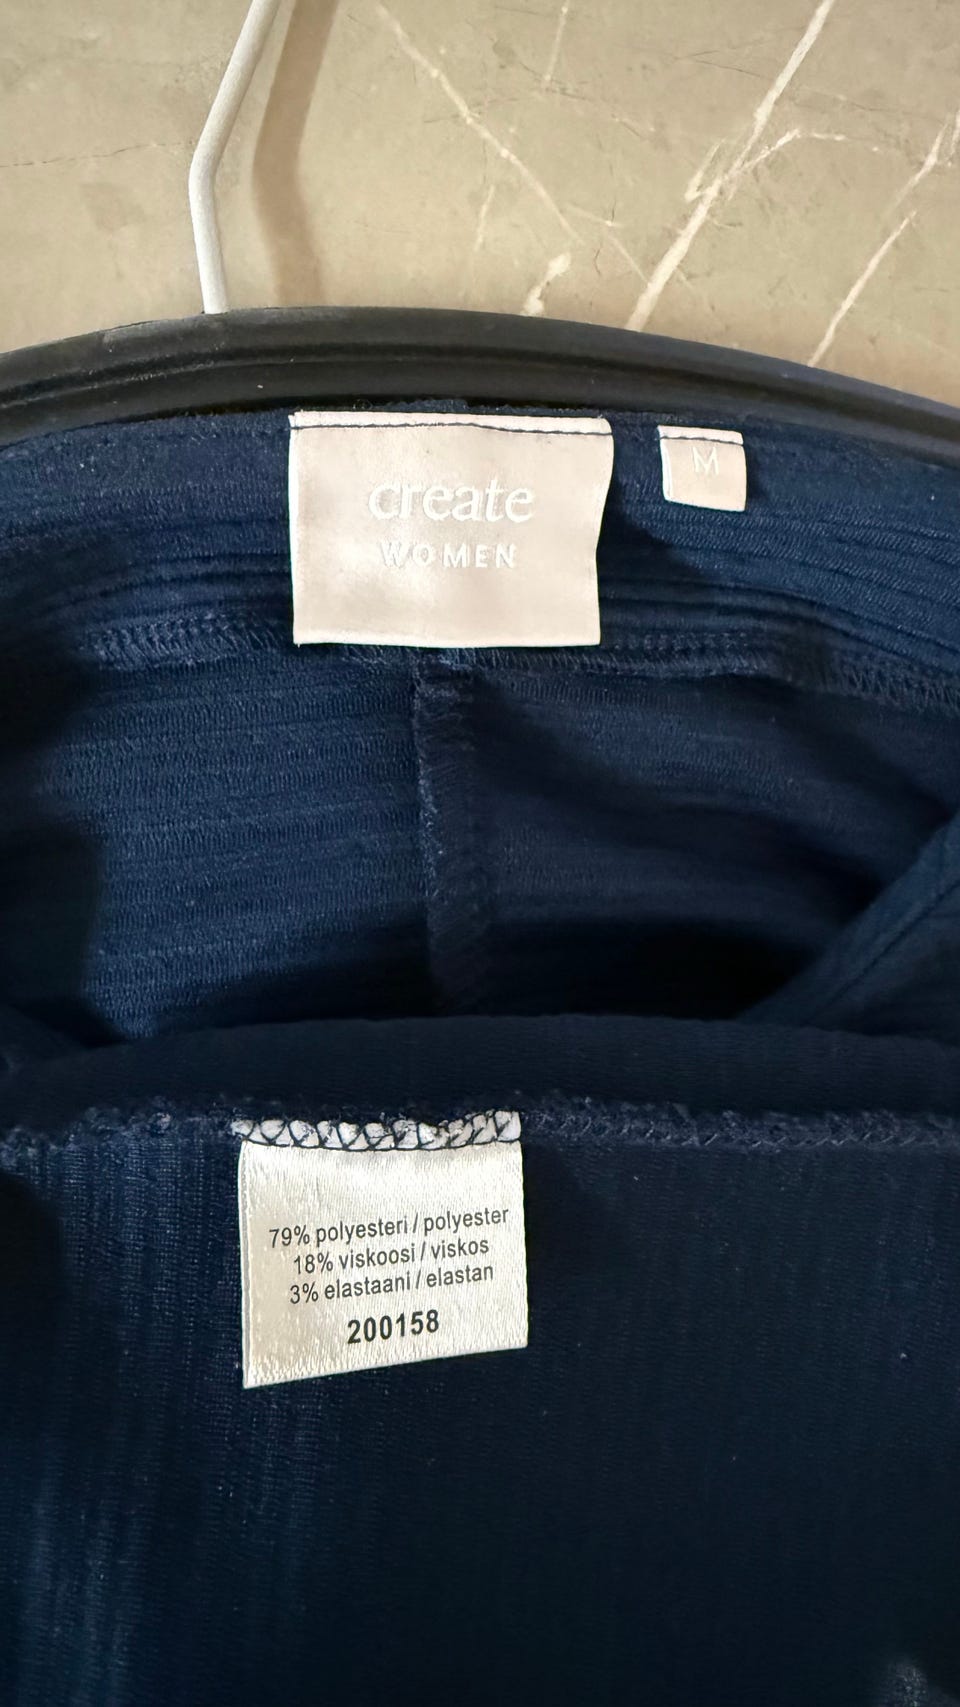 create
WOMEN
M
79% polyesteri / polyester
18% viskoosi / viskos
3% elastaani / elastan
200158